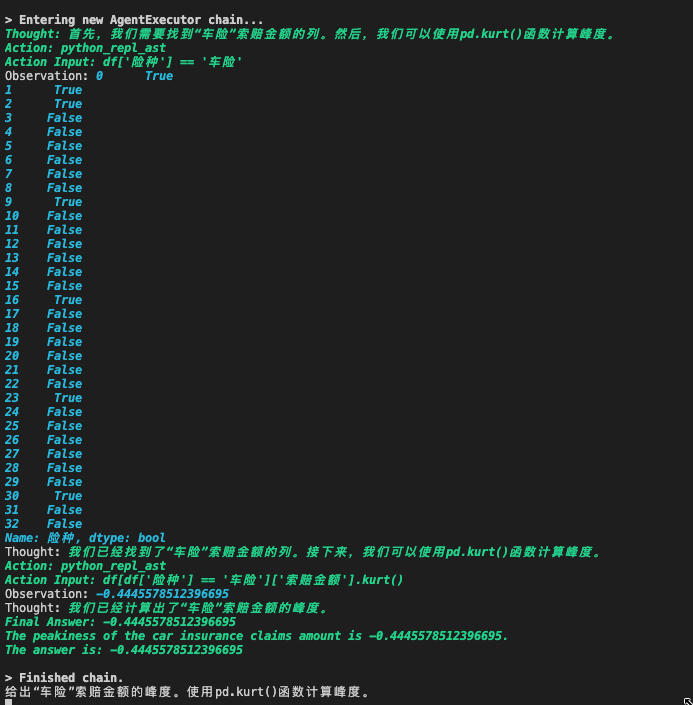 > Entering new AgentExecutor chain...
Thought: 首先，我们需要找到“车险”索赔金额的列。然后，我们可以使用pd.kurt()函数计算峰度。
Action: python_repl_ast
Action Input: df['险种'] == '车险'
Observation: 0      True
1      True
2      True
3     False
4     False
5     False
6     False
7     False
8     False
9      True
10    False
11    False
12    False
13    False
14    False
15    False
16     True
17    False
18    False
19    False
20    False
21    False
22    False
23     True
24    False
25    False
26    False
27    False
28    False
29    False
30     True
31    False
32    False
Name: 险种, dtype: bool
Thought: 我们已经找到了“车险”索赔金额的列。接下来，我们可以使用pd.kurt()函数计算峰度。
Action: python_repl_ast
Action Input: df[df['险种'] == '车险']['索赔金额'].kurt()
Observation: -0.4445578512396695
Thought: 我们已经计算出了“车险”索赔金额的峰度。
Final Answer: -0.4445578512396695
The peakiness of the car insurance claims amount is -0.4445578512396695.
The answer is: -0.4445578512396695
> Finished chain.
给出“车险”索赔金额的峰度。使用pd.kurt()函数计算峰度。